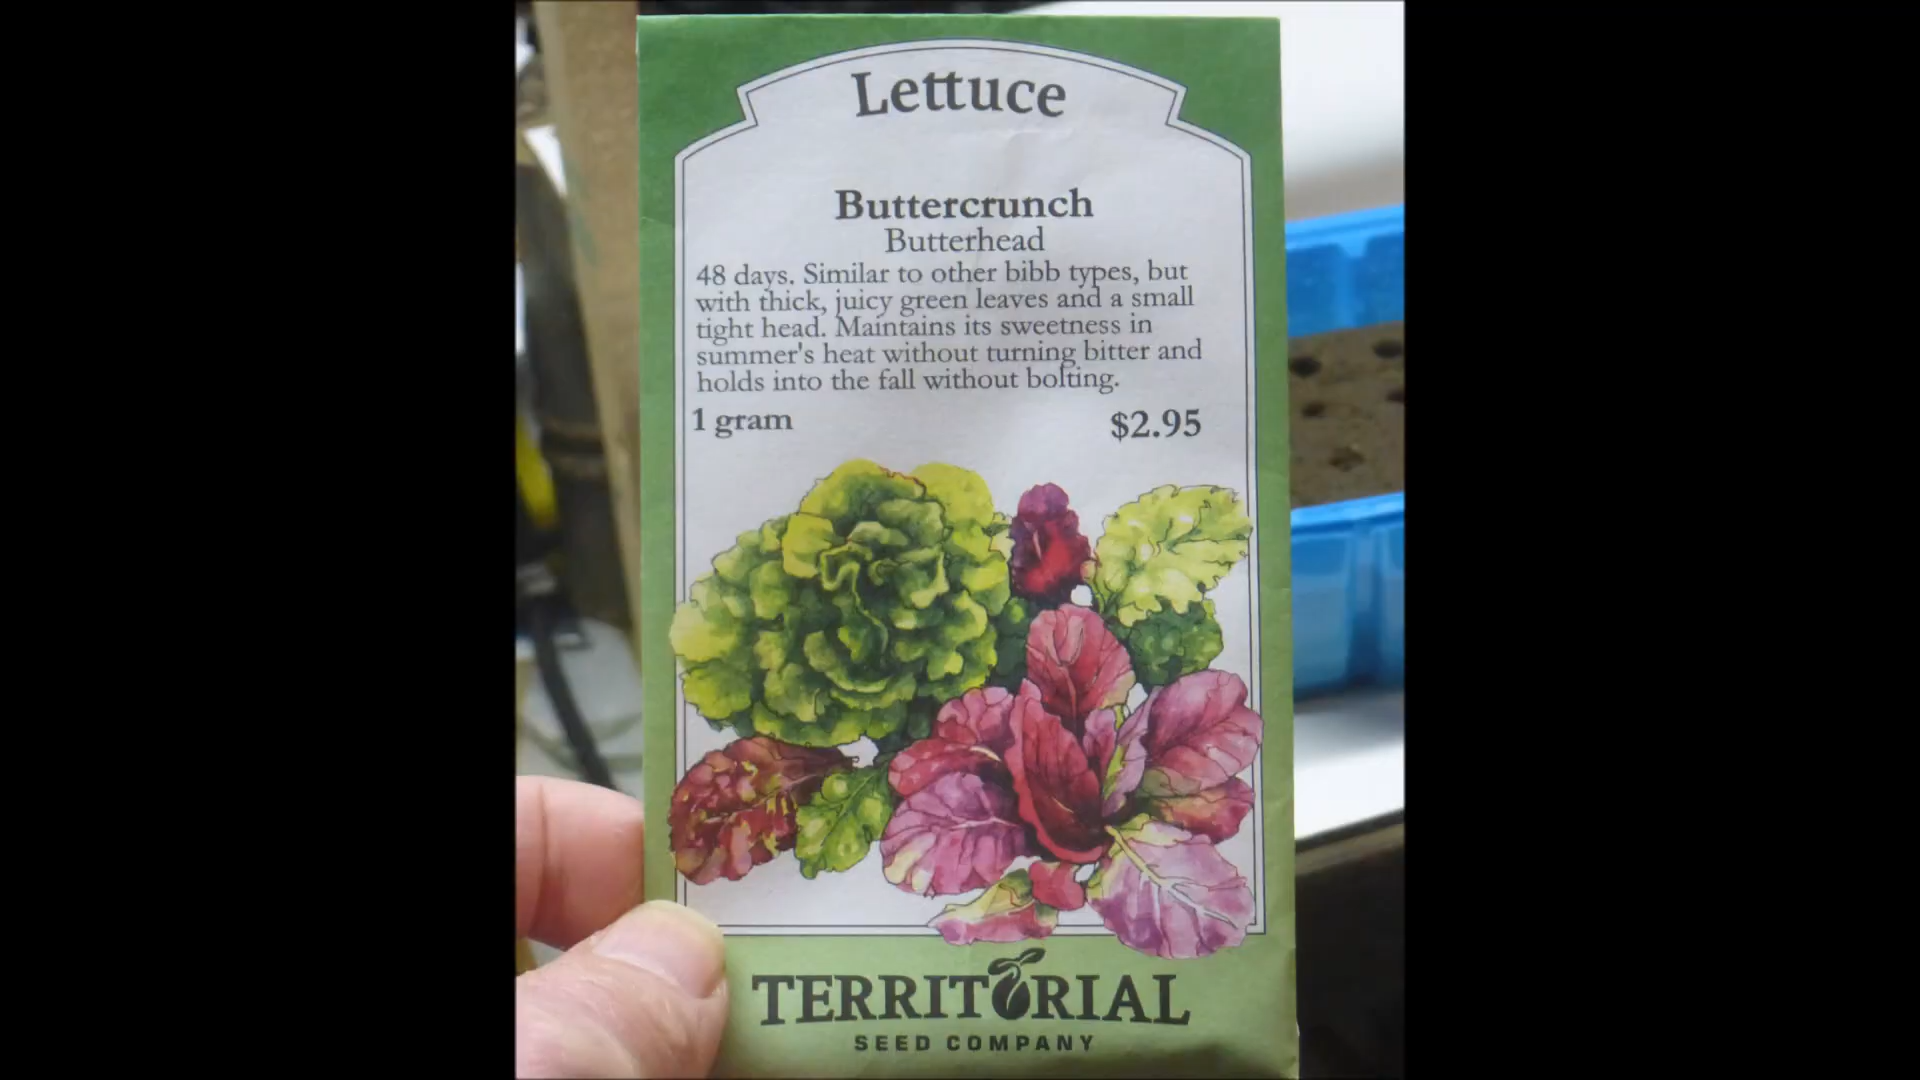 Lettuce
Buttercrunch
Butterhead
48 days. Similar to other bibb types, but
with thick, juicy green leaves and a small
tight head. Maintains its sweetness in
summer's heat without turning bitter and
holds into the fall without bolting.
1 gram $2.95
TERRITORIAL
SEED COMPANY